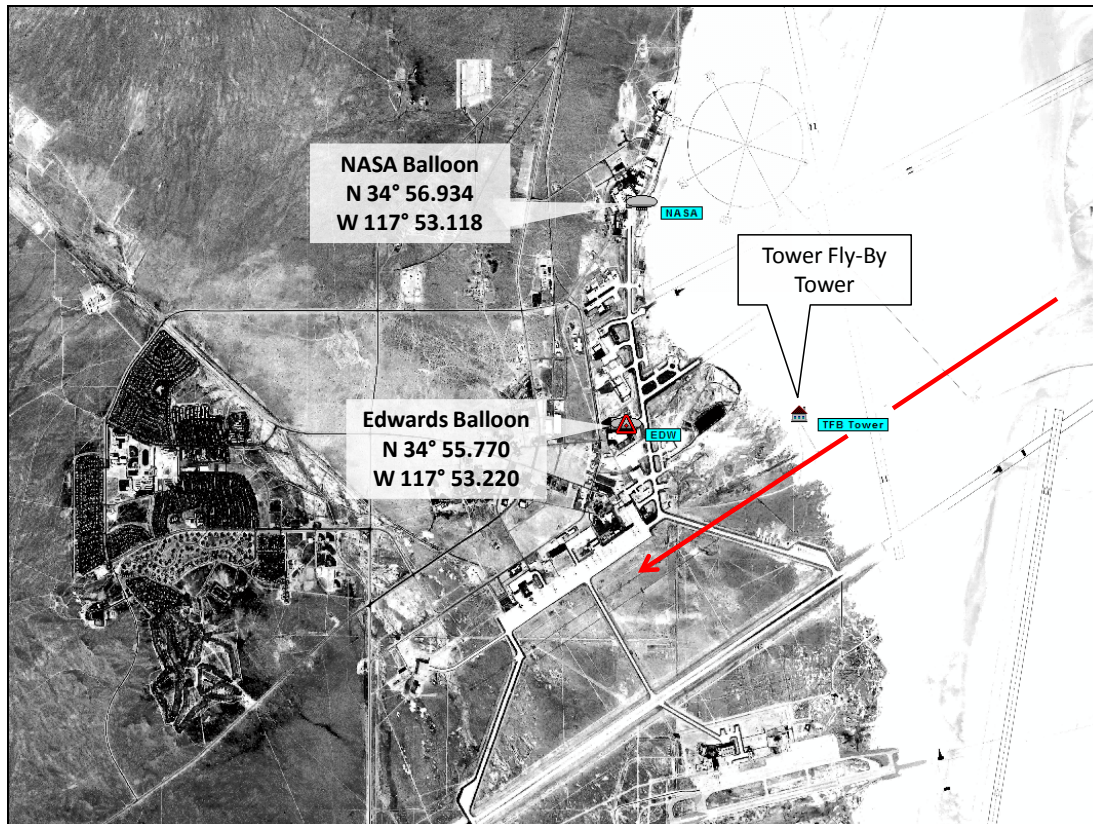 NASA Balloon
N 34° 56.934
W 117° 53.118
NASA
Tower Fly-By
Tower
Edwards Balloon
N 34° 55.770
W 117° 53.220
EDW
TFB Tower